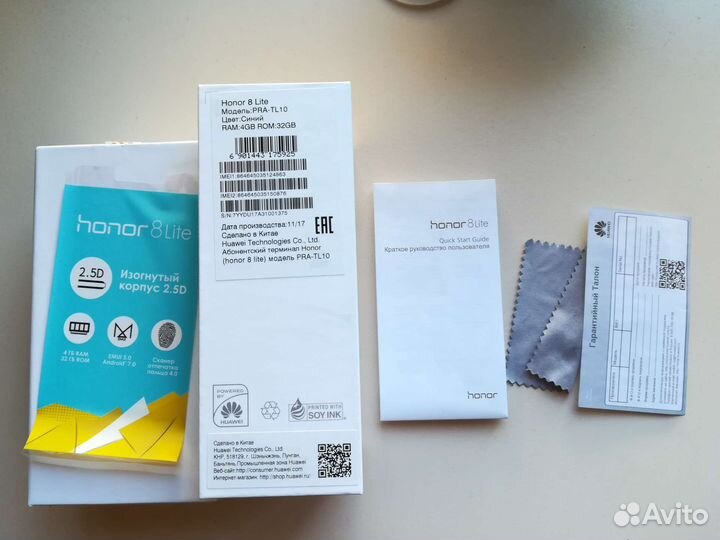 Honor 8 Lite
Модель:PRA-TL10
Цвет:Синий
RAM:4GB ROM:32GB
6 901443 175925
IMEI1:864645035124863
IMEI2:864645035150876
S/N:7YYDU17A31001375
Дата производства:11/17
Сделано в Китае
Huawei Technologies Co., Ltd.
Абонентский терминал Honor
(honor 8 lite) модель PRA-TL10
EAC
POWERED BY
HUAWEI
PRINTED WITH
SOY INK
Сделано в Китае
Huawei Technologies Co., Ltd.
КНР, 518129, г. Шэньчжэнь, Лунган,
Баньтянь,Промышленная зона Huawei
Веб-сайт:http://consumer.huawei.com
Интернет-магазин: http://shop.huawei.ru/
honor 8 Lite
2.5D
Изогнутый
корпус 2.5D
4 ГБ RAM
32 ГБ ROM
EMUI 5.0
Android 7.0
Сканер
отпечатка
пальца 4.0
honor 8 Lite
Quick Start Guide
Краткое руководство пользователя
honor
HUAWEI
Гарантийный Талон
Avito